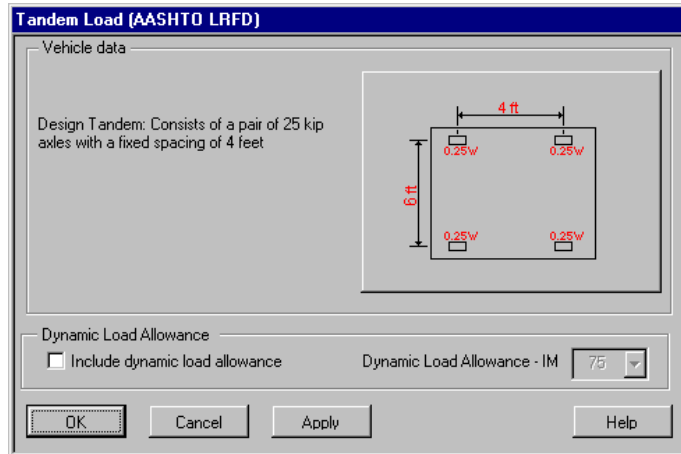 Tandem Load (AASHTO LRFD)
Vehicle data
Design Tandem: Consists of a pair of 25 kip
axles with a fixed spacing of 4 feet
4 ft
0.25W 0.25W
6 ft
0.25W 0.25W
Dynamic Load Allowance
Include dynamic load allowance Dynamic Load Allowance - IM 75
OK Cancel Apply Help